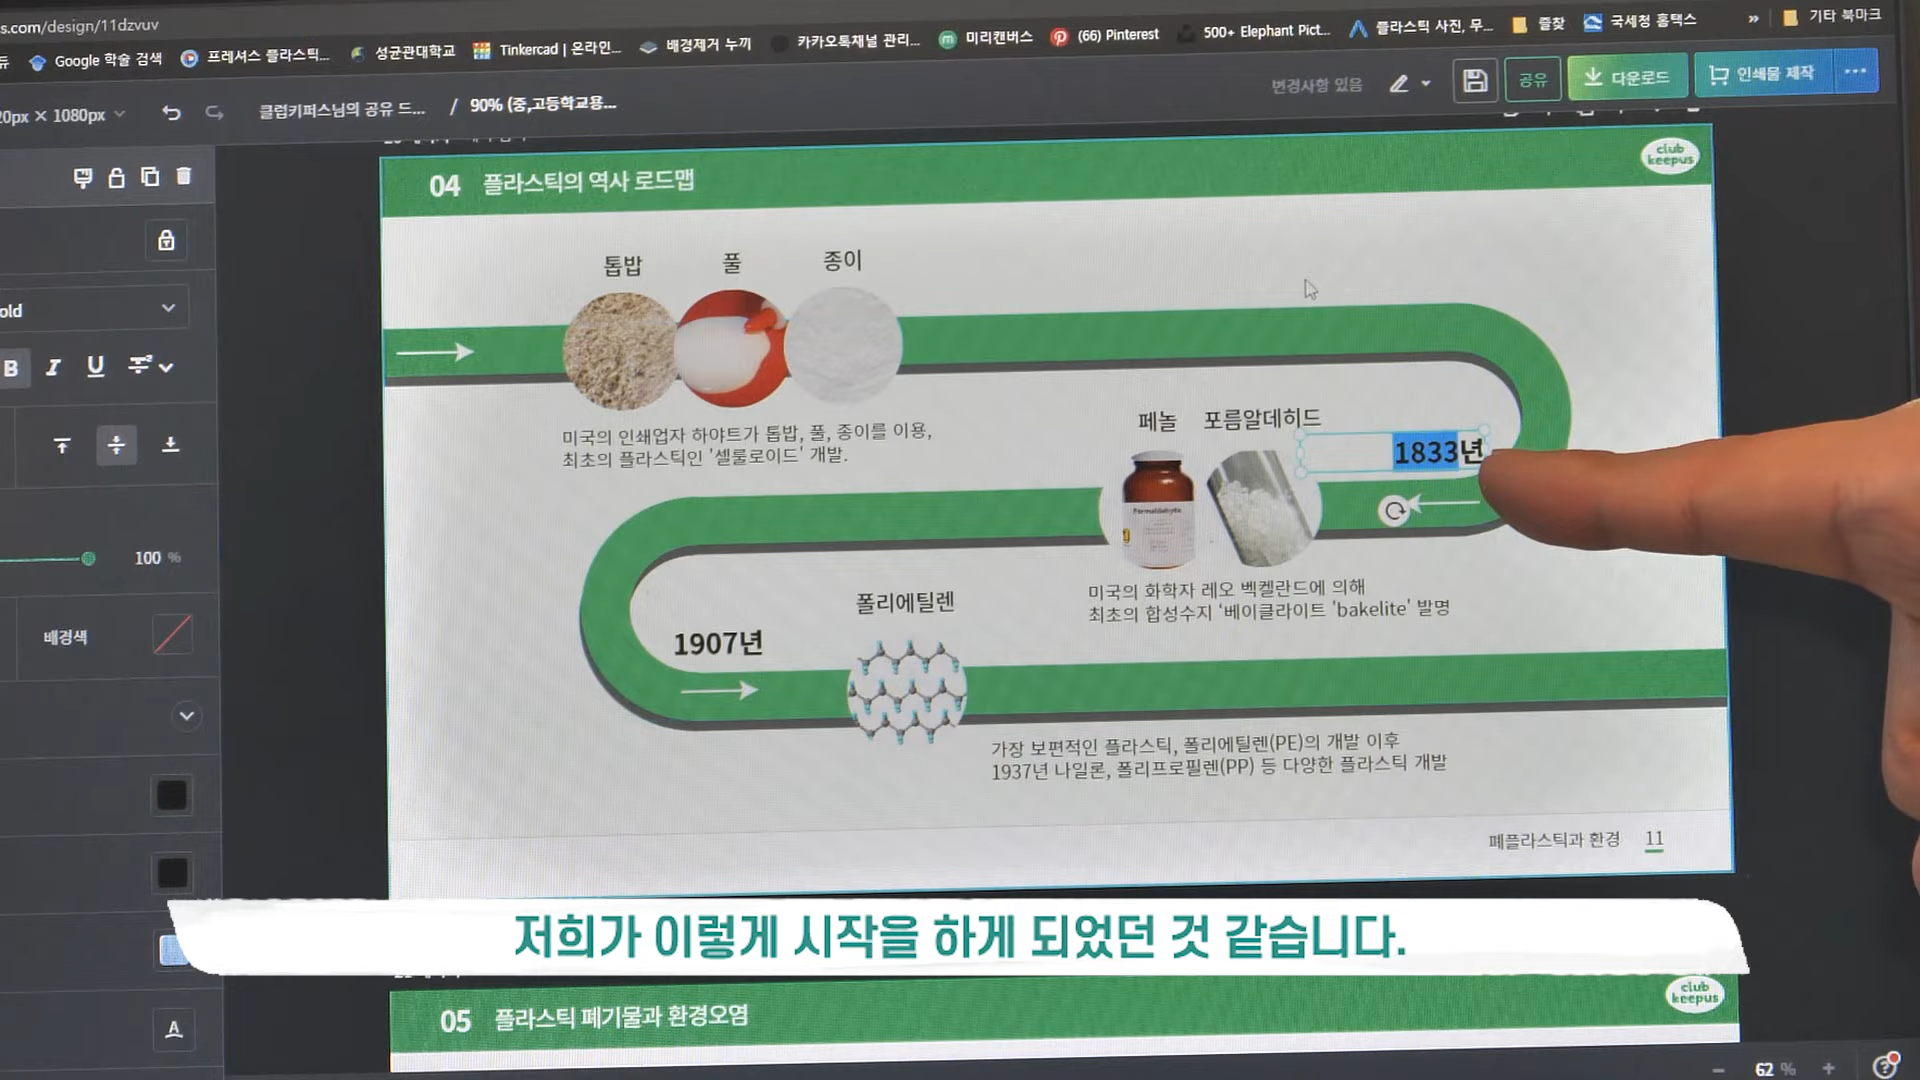 s.com/design/11dzvuv
Google 학술 검색
프레셔스 플라스틱...
성균관대학교
Tinkercad | 온라인...
배경제거 누끼
카카오톡채널 관리...
미리캔버스
(66) Pinterest
500+ Elephant Pict...
플라스틱 사진, 무...
즐찾
국세청 홈택스
»
기타 북마크
20px × 1080px
클럽키퍼스님의 공유 드... / 90% (중,고등학교용...
변경사항 있음
공유
다운로드
인쇄물 제작
old
B I U
100 %
배경색
04 플라스틱의 역사 로드맵
club
keepus
톱밥 풀 종이
미국의 인쇄업자 하야트가 톱밥, 풀, 종이를 이용,
최초의 플라스틱인 '셀룰로이드' 개발.
페놀 포름알데히드
1833년
Formaldehyde
미국의 화학자 레오 벡켈란드에 의해
최초의 합성수지 '베이클라이트 'bakelite' 발명
폴리에틸렌
1907년
가장 보편적인 플라스틱, 폴리에틸렌(PE)의 개발 이후
1937년 나일론, 폴리프로필렌(PP) 등 다양한 플라스틱 개발
페플라스틱과 환경 11
저희가 이렇게 시작을 하게 되었던 것 같습니다.
05 플라스틱 폐기물과 환경오염
club
keepus
62 %